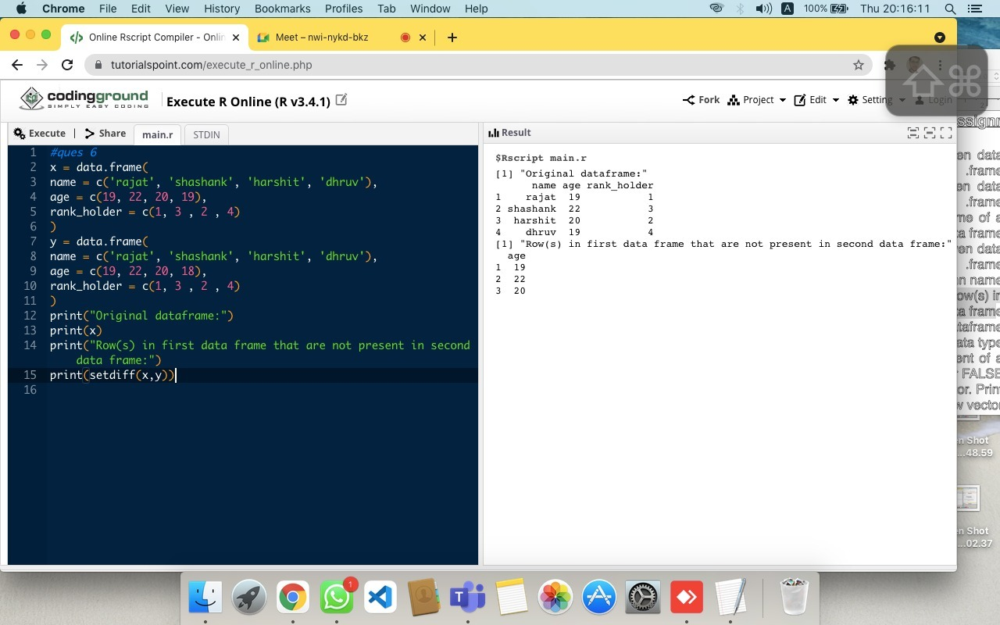 Chrome File Edit View History Bookmarks Profiles Tab Window Help A 100% Thu 20:16:11
Online Rscript Compiler - Onlin Meet – nwi-nykd-bkz
tutorialspoint.com/execute_r_online.php
codingground
SIMPLY EASY CODING
Execute R Online (R v3.4.1)
Fork Project Edit Setting Login
Execute | Share main.r STDIN
1 #ques 6
2 x = data.frame(
3 name = c('rajat', 'shashank', 'harshit', 'dhruv'),
4 age = c(19, 22, 20, 19),
5 rank_holder = c(1, 3 , 2 , 4)
6 )
7 y = data.frame(
8 name = c('rajat', 'shashank', 'harshit', 'dhruv'),
9 age = c(19, 22, 20, 18),
10 rank_holder = c(1, 3 , 2 , 4)
11 )
12 print("Original dataframe:")
13 print(x)
14 print("Row(s) in first data frame that are not present in second
data frame:")
15 print(setdiff(x,y))
16
Result
$Rscript main.r
[1] "Original dataframe:"
name age rank_holder
1 rajat 19 1
2 shashank 22 3
3 harshit 20 2
4 dhruv 19 4
[1] "Row(s) in first data frame that are not present in second data frame:"
age
1 19
2 22
3 20
ssignm
en data
.frame
en data
.frame
me of a
a frame
en data
.frame
n name
ow(s) in
a frame
ataframe
ata type
ent of a
r FALSE
or. Print
w vector
n Shot
...48.59
n Shot
...02.37
1